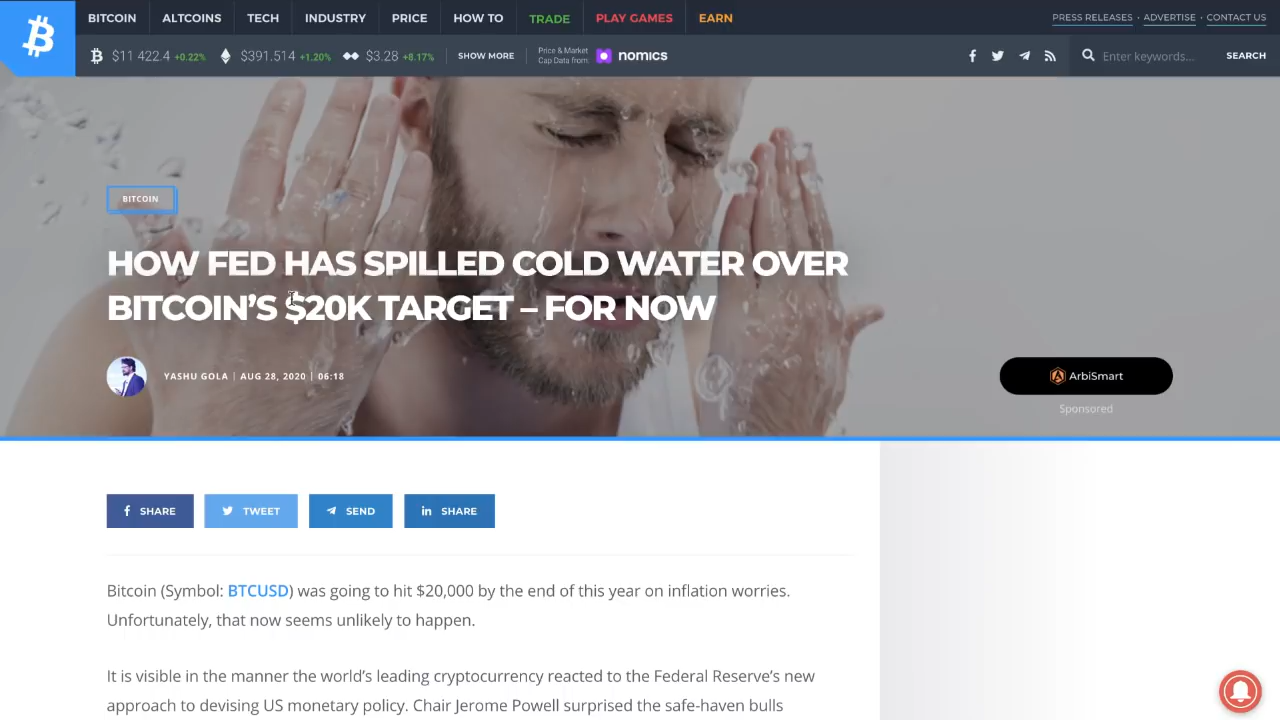 BITCOIN ALTCOINS TECH INDUSTRY PRICE HOW TO TRADE PLAY GAMES EARN PRESS RELEASES • ADVERTISE • CONTACT US
$11 422.4 +0.22% $391.514 +1.20% $3.28 +8.17% SHOW MORE Price & Market Cap Data from: nomics Enter keywords... SEARCH
BITCOIN
HOW FED HAS SPILLED COLD WATER OVER
BITCOIN'S $20K TARGET – FOR NOW
YASHU GOLA | AUG 28, 2020 | 06:18
ArbiSmart
Sponsored
SHARE TWEET SEND SHARE
Bitcoin (Symbol: BTCUSD) was going to hit $20,000 by the end of this year on inflation worries.
Unfortunately, that now seems unlikely to happen.
It is visible in the manner the world's leading cryptocurrency reacted to the Federal Reserve's new
approach to devising US monetary policy. Chair Jerome Powell surprised the safe-haven bulls